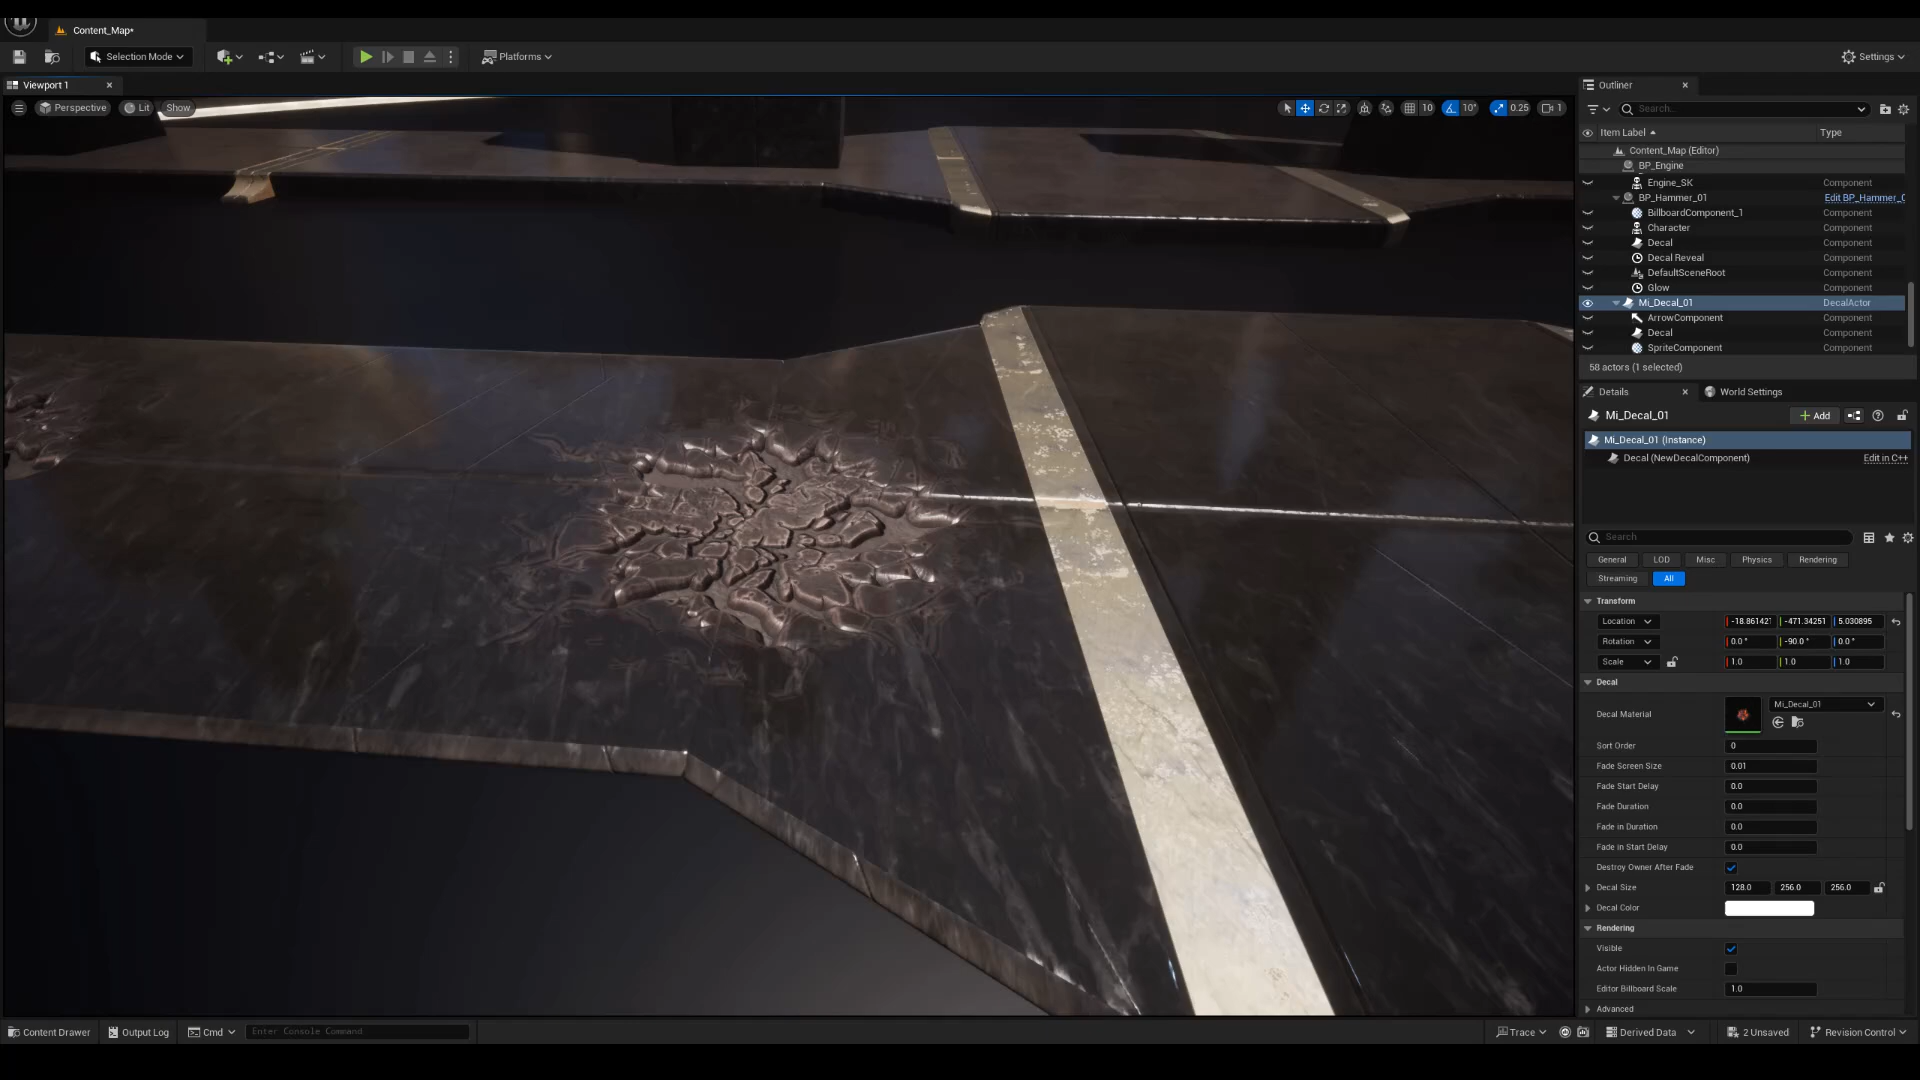 Content_Map*
Selection Mode
Platforms
Settings
Viewport 1
Perspective
Lit
Show
10
10°
0.25
1
Outliner
Search...
Item Label
Type
Content_Map (Editor)
BP_Engine
Engine_SK Component
BP_Hammer_01 Edit BP_Hammer_0
BillboardComponent_1 Component
Character Component
Decal Component
Decal Reveal Component
DefaultSceneRoot Component
Glow Component
Mi_Decal_01 DecalActor
ArrowComponent Component
Decal Component
SpriteComponent Component
58 actors (1 selected)
Details
World Settings
Mi_Decal_01
Add
Mi_Decal_01 (Instance)
Decal (NewDecalComponent) Edit in C++
Search
General LOD Misc Physics Rendering
Streaming All
Transform
Location -18.861421 -471.34251 5.030895
Rotation 0.0 ° -90.0 ° 0.0 °
Scale 1.0 1.0 1.0
Decal
Decal Material Mi_Decal_01
Sort Order 0
Fade Screen Size 0.01
Fade Start Delay 0.0
Fade Duration 0.0
Fade in Duration 0.0
Fade in Start Delay 0.0
Destroy Owner After Fade
Decal Size 128.0 256.0 256.0
Decal Color
Rendering
Visible
Actor Hidden In Game
Editor Billboard Scale 1.0
Advanced
Content Drawer
Output Log
Cmd
Enter Console Command
Trace
Derived Data
2 Unsaved
Revision Control